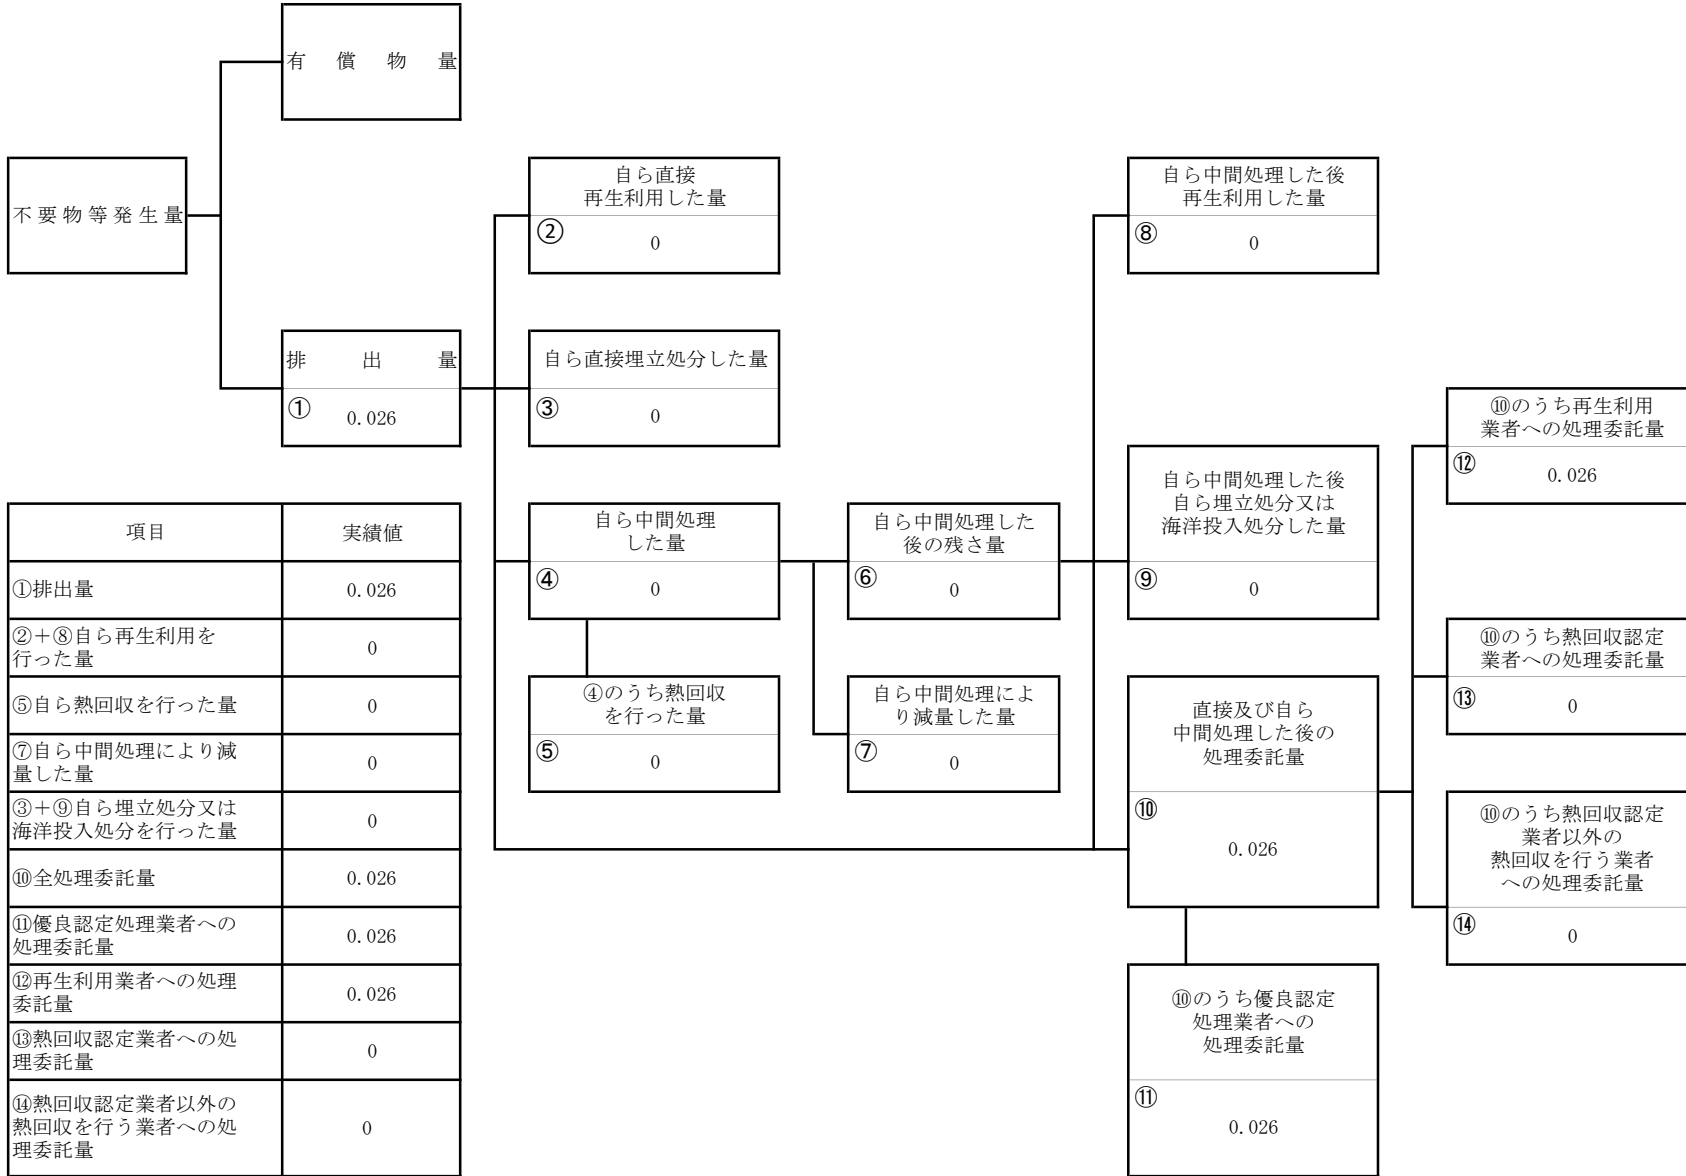 有償物量
不要物等発生量
自ら直接
再生利用した量
②
0
自ら中間処理した後
再生利用した量
⑧
0
排出量
①
0.026
自ら直接埋立処分した量
③
0
⑩のうち再生利用
業者への処理委託量
⑫
0.026
自ら中間処理
した量
④
0
自ら中間処理した
後の残さ量
⑥
0
自ら中間処理した後
自ら埋立処分又は
海洋投入処分した量
⑨
0
⑩のうち熱回収認定
業者への処理委託量
⑬
0
④のうち熱回収
を行った量
⑤
0
自ら中間処理によ
り減量した量
⑦
0
直接及び自ら
中間処理した後の
処理委託量
⑩
0.026
⑩のうち熱回収認定
業者以外の
熱回収を行う業者
への処理委託量
⑭
0
⑩のうち優良認定
処理業者への
処理委託量
⑪
0.026
項目 実績値
①排出量 0.026
②+⑧自ら再生利用を
行った量 0
⑤自ら熱回収を行った量 0
⑦自ら中間処理により減
量した量 0
③+⑨自ら埋立処分又は
海洋投入処分を行った量 0
⑩全処理委託量 0.026
⑪優良認定処理業者への
処理委託量 0.026
⑫再生利用業者への処理
委託量 0.026
⑬熱回収認定業者への処
理委託量 0
⑭熱回収認定業者以外の
熱回収を行う業者への処
理委託量 0